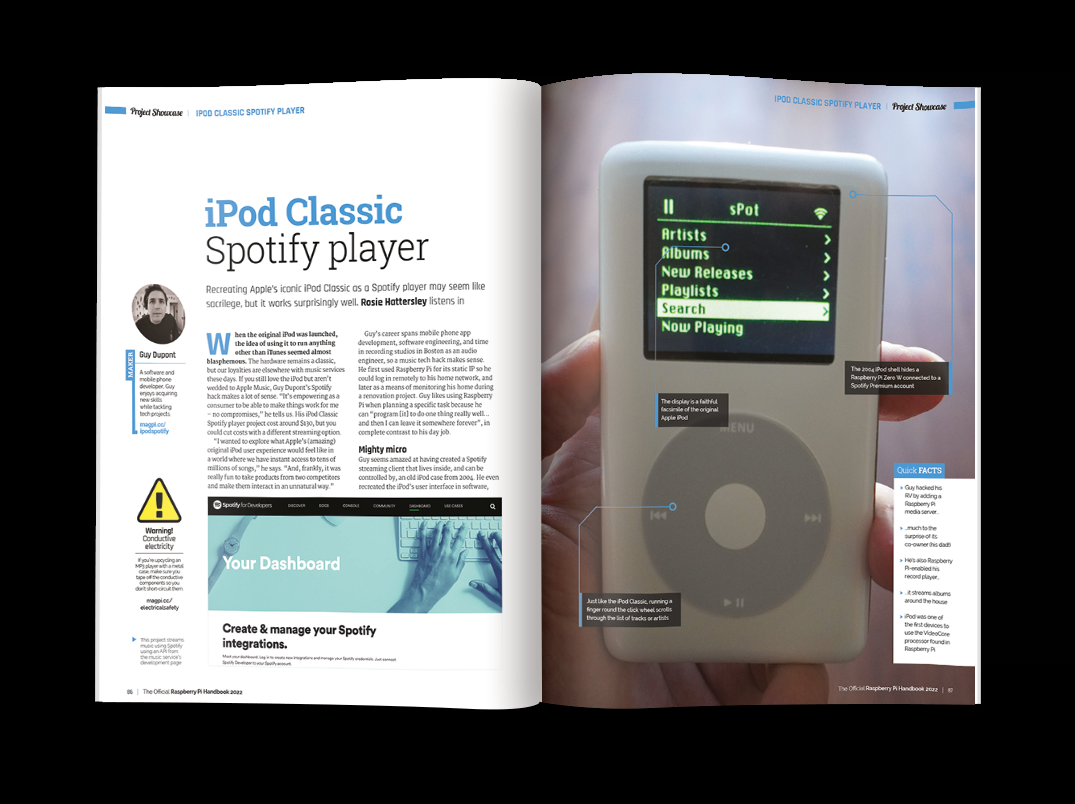 Project Showcase | IPOD CLASSIC SPOTIFY PLAYER
iPod Classic
Spotify player
Recreating Apple's iconic iPod Classic as a Spotify player may seem like
sacrilege, but it works surprisingly well. Rosie Hattersley listens in
MAKER
Guy Dupont
A software and
mobile phone
developer, Guy
enjoys acquiring
new skills
while tackling
tech projects.
magpi.cc/
ipodspotify
Warning!
Conductive
electricity
If you're upcycling an
MP3 player with a metal
case, make sure you
tape off the conductive
components so you
don't short-circuit them.
magpi.cc/
electricalsafety
This project streams
music using Spotify
using an API from
the music service's
development page
When the original iPod was launched,
the idea of using it to run anything
other than iTunes seemed almost
blasphemous. The hardware remains a classic,
but our loyalties are elsewhere with music services
these days. If you still love the iPod but aren't
wedded to Apple Music, Guy Dupont's Spotify
hack makes a lot of sense. "It's empowering as a
consumer to be able to make things work for me
– no compromises," he tells us. His iPod Classic
Spotify player project cost around $130, but you
could cut costs with a different streaming option.
"I wanted to explore what Apple's (amazing)
original iPod user experience would feel like in
a world where we have instant access to tens of
millions of songs," he says. "And, frankly, it was
really fun to take products from two competitors
and make them interact in an unnatural way."
Guy's career spans mobile phone app
development, software engineering, and time
in recording studios in Boston as an audio
engineer, so a music tech hack makes sense.
He first used Raspberry Pi for its static IP so he
could log in remotely to his home network, and
later as a means of monitoring his home during
a renovation project. Guy likes using Raspberry
Pi when planning a specific task because he
can "program [it] to do one thing really well...
and then I can leave it somewhere forever", in
complete contrast to his day job.
Mighty micro
Guy seems amazed at having created a Spotify
streaming client that lives inside, and can be
controlled by, an old iPod case from 2004. He even
recreated the iPod's user interface in software,
Spotify for Developers DISCOVER DOCS CONSOLE COMMUNITY DASHBOARD USE CASES
Your Dashboard
Create & manage your Spotify
integrations.
Meet your dashboard. Log in to create new integrations and manage your Spotify credentials. Just connect
Spotify Developer to your Spotify account.
86 | The Official Raspberry Pi Handbook 2022
IPOD CLASSIC SPOTIFY PLAYER | Project Showcase
sPot
Artists
Albums
New Releases
Playlists
Search
Now Playing
The 2004 iPod shell hides a
Raspberry Pi Zero W connected to a
Spotify Premium account
The display is a faithful
facsimile of the original
Apple iPod
MENU
Just like the iPod Classic, running a
finger round the click wheel scrolls
through the list of tracks or artists
Quick FACTS
Guy hacked his
RV by adding a
Raspberry Pi
media server…
…much to the
surprise of its
co-owner (his dad!)
He's also Raspberry
Pi-enabled his
record player…
…it streams albums
around the house
iPod was one of
the first devices to
use the VideoCore
processor found in
Raspberry Pi
The Official Raspberry Pi Handbook 2022 | 87